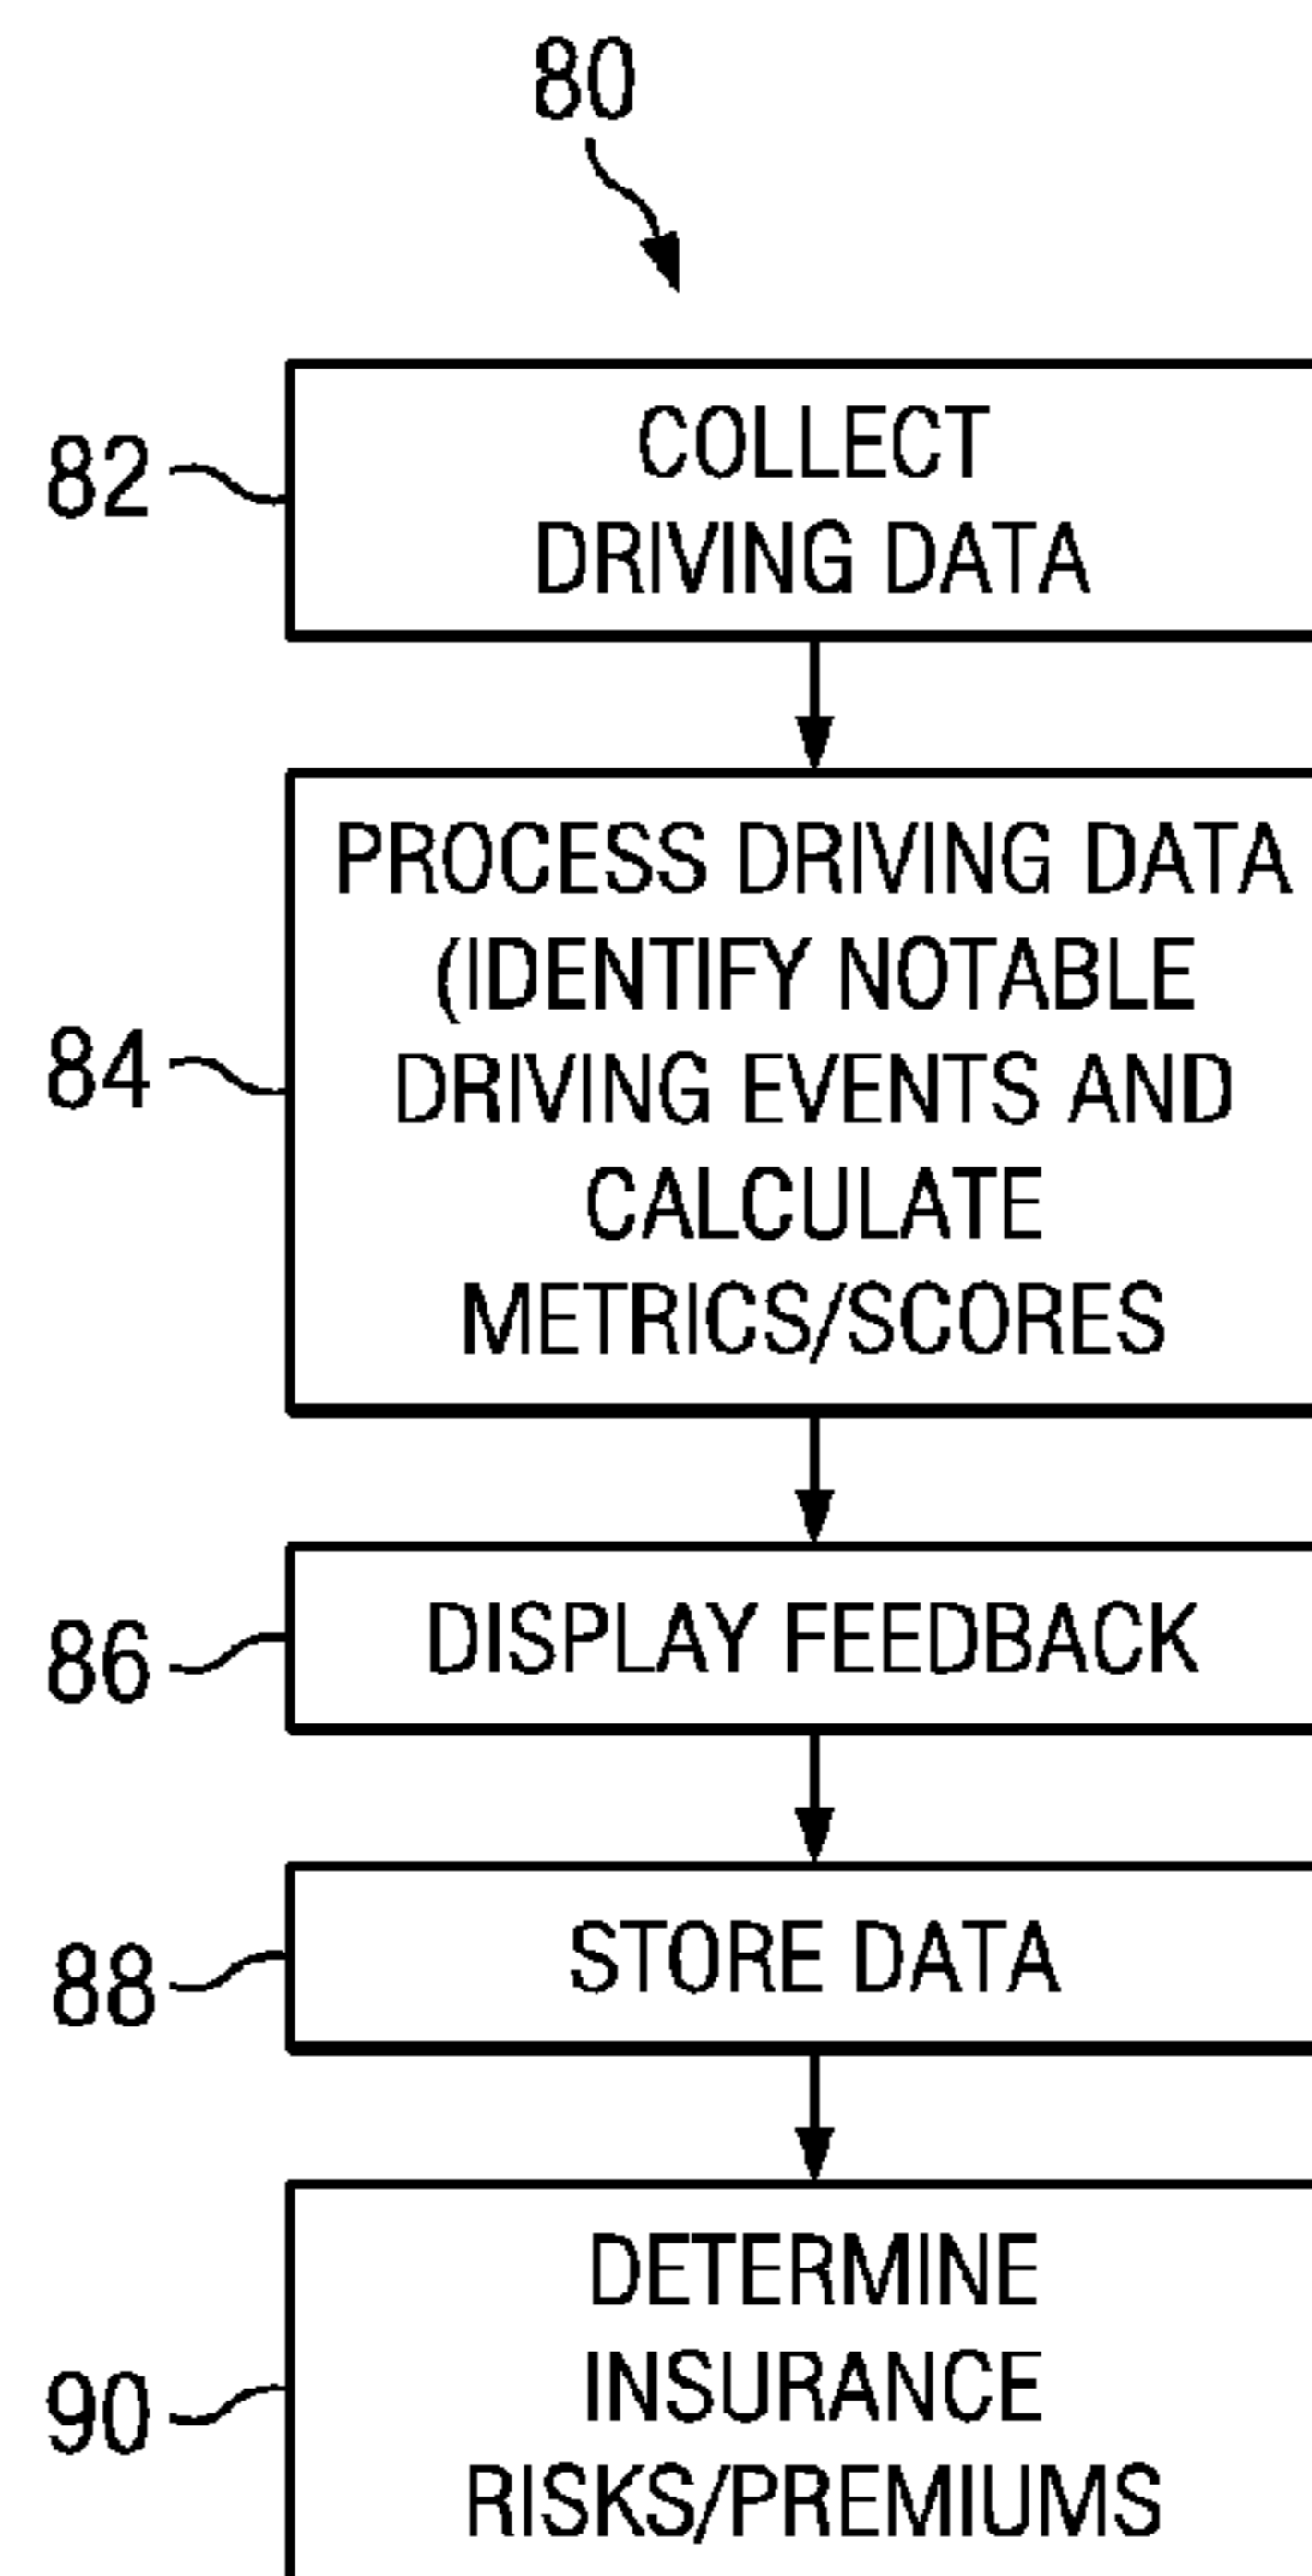 80
82
COLLECT
DRIVING DATA
84
PROCESS DRIVING DATA
(IDENTIFY NOTABLE
DRIVING EVENTS AND
CALCULATE
METRICS/SCORES
86
DISPLAY FEEDBACK
88
STORE DATA
90
DETERMINE
INSURANCE
RISKS/PREMIUMS